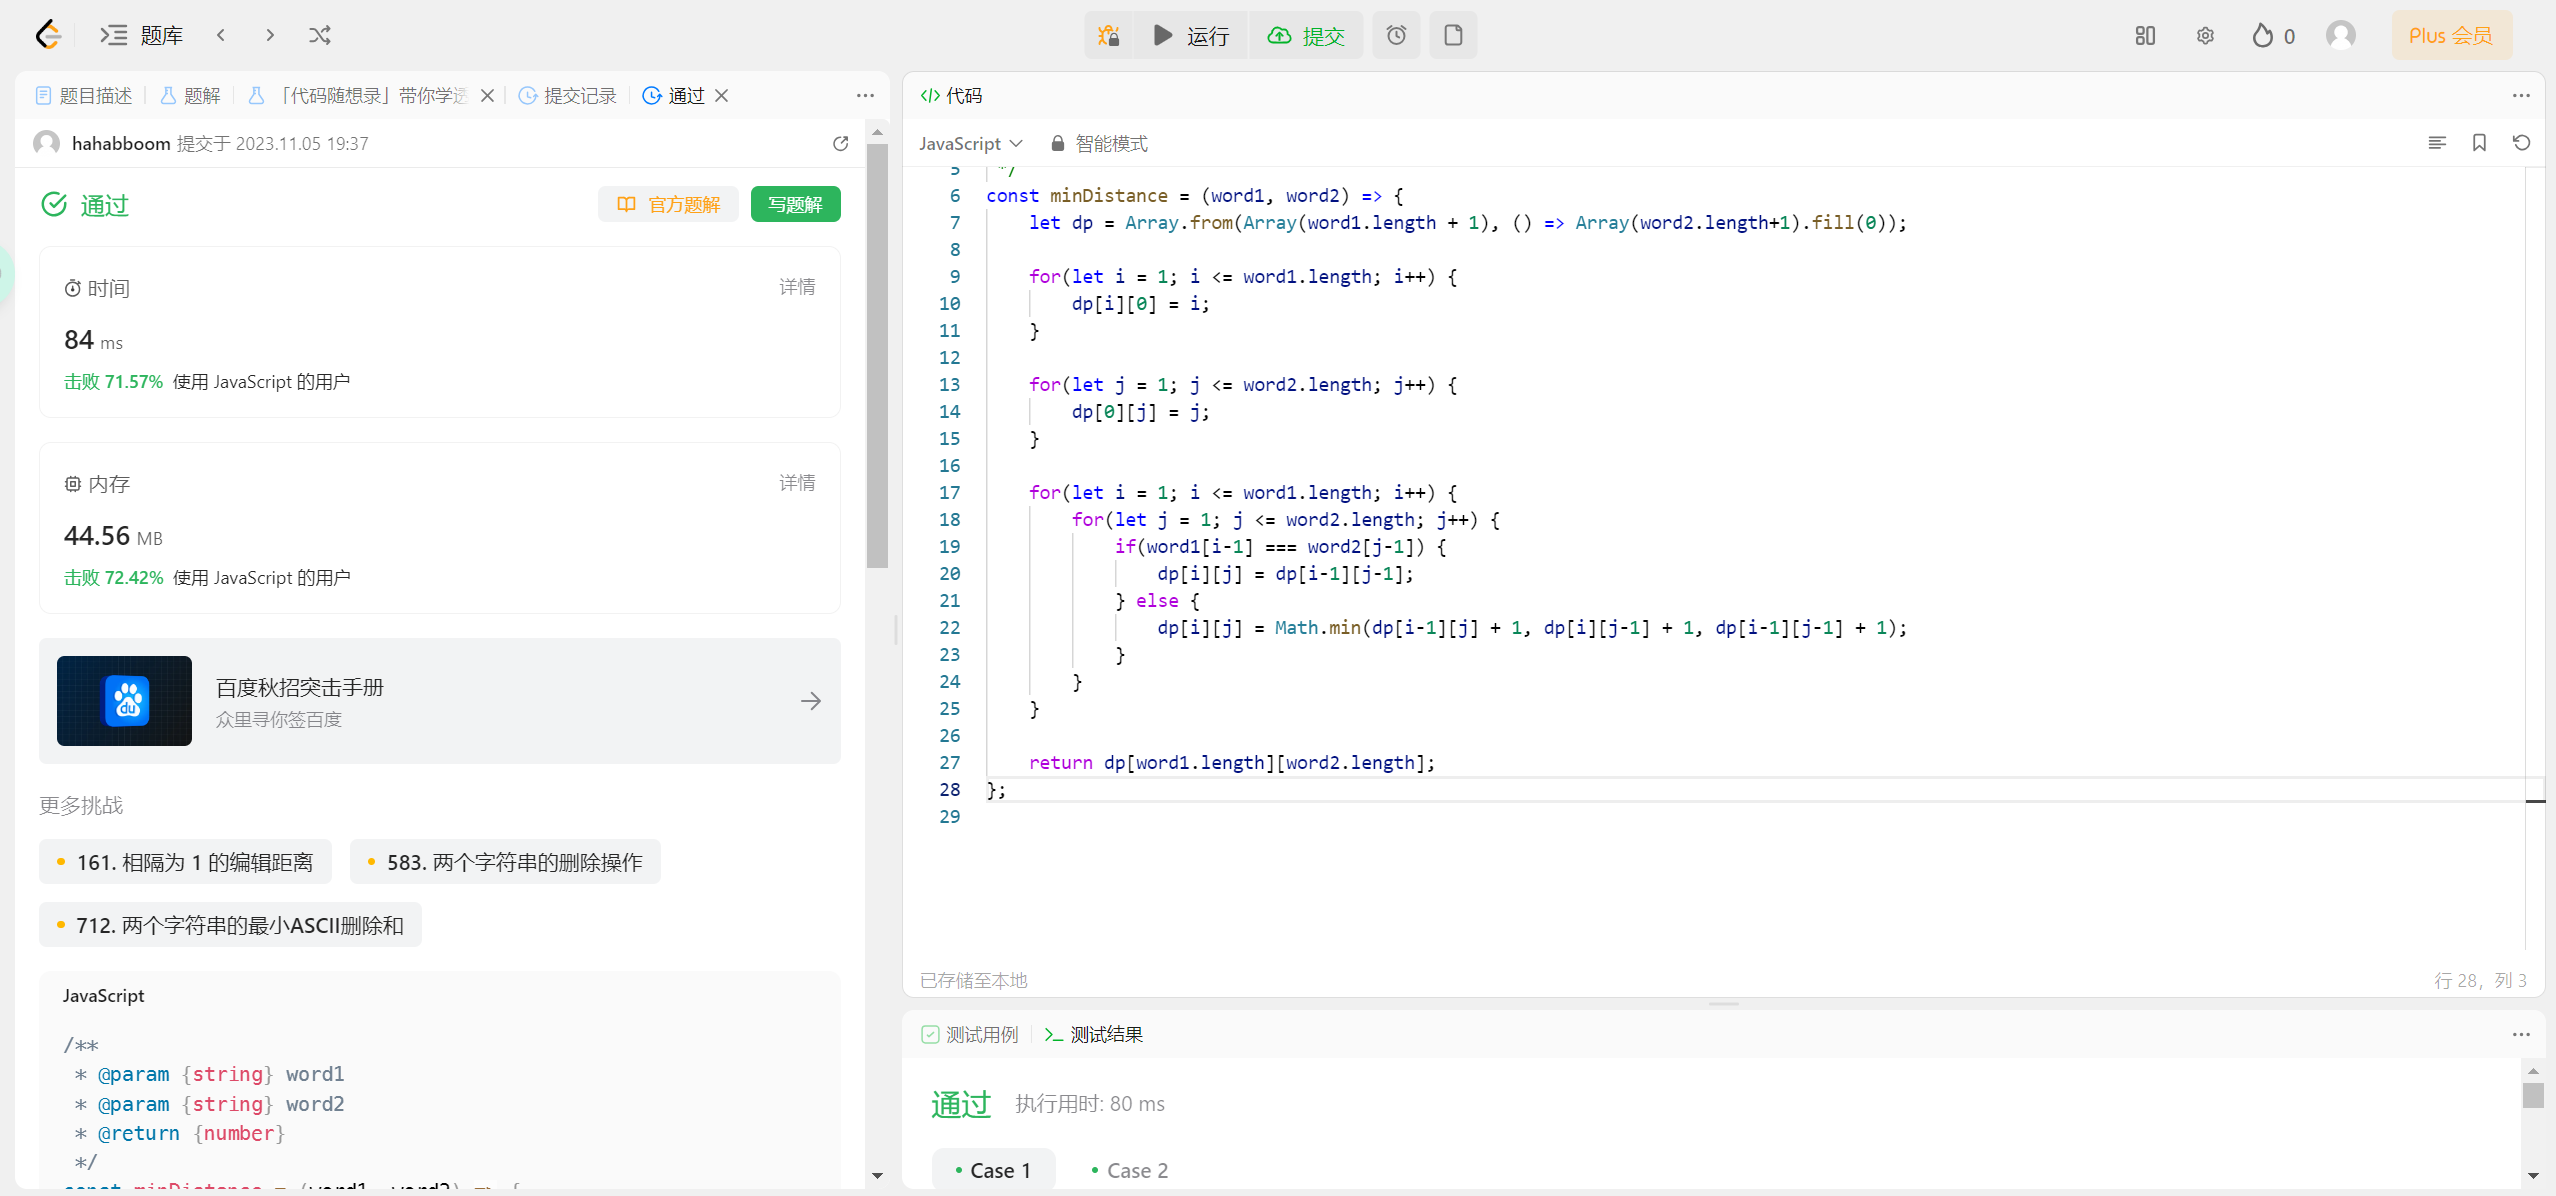 题库
运行
提交
0
Plus 会员
题目描述
题解
「代码随想录」带你学透
提交记录
通过
hahabboom 提交于 2023.11.05 19:37
通过
官方题解
写题解
时间
详情
84 ms
击败 71.57% 使用 JavaScript 的用户
内存
详情
44.56 MB
击败 72.42% 使用 JavaScript 的用户
du
百度秋招突击手册
众里寻你签百度
更多挑战
161. 相隔为 1 的编辑距离
583. 两个字符串的删除操作
712. 两个字符串的最小ASCII删除和
JavaScript
/**
 * @param {string} word1
 * @param {string} word2
 * @return {number}
 */
const minDistance = (word1, word2) => {
代码
JavaScript
智能模式
5  */
6 const minDistance = (word1, word2) => {
7     let dp = Array.from(Array(word1.length + 1), () => Array(word2.length+1).fill(0));
8
9     for(let i = 1; i <= word1.length; i++) {
10         dp[i][0] = i;
11     }
12
13     for(let j = 1; j <= word2.length; j++) {
14         dp[0][j] = j;
15     }
16
17     for(let i = 1; i <= word1.length; i++) {
18         for(let j = 1; j <= word2.length; j++) {
19             if(word1[i-1] === word2[j-1]) {
20                 dp[i][j] = dp[i-1][j-1];
21             } else {
22                 dp[i][j] = Math.min(dp[i-1][j] + 1, dp[i][j-1] + 1, dp[i-1][j-1] + 1);
23             }
24         }
25     }
26
27     return dp[word1.length][word2.length];
28 };
29
已存储至本地
行 28, 列 3
测试用例
测试结果
通过 执行用时: 80 ms
Case 1
Case 2